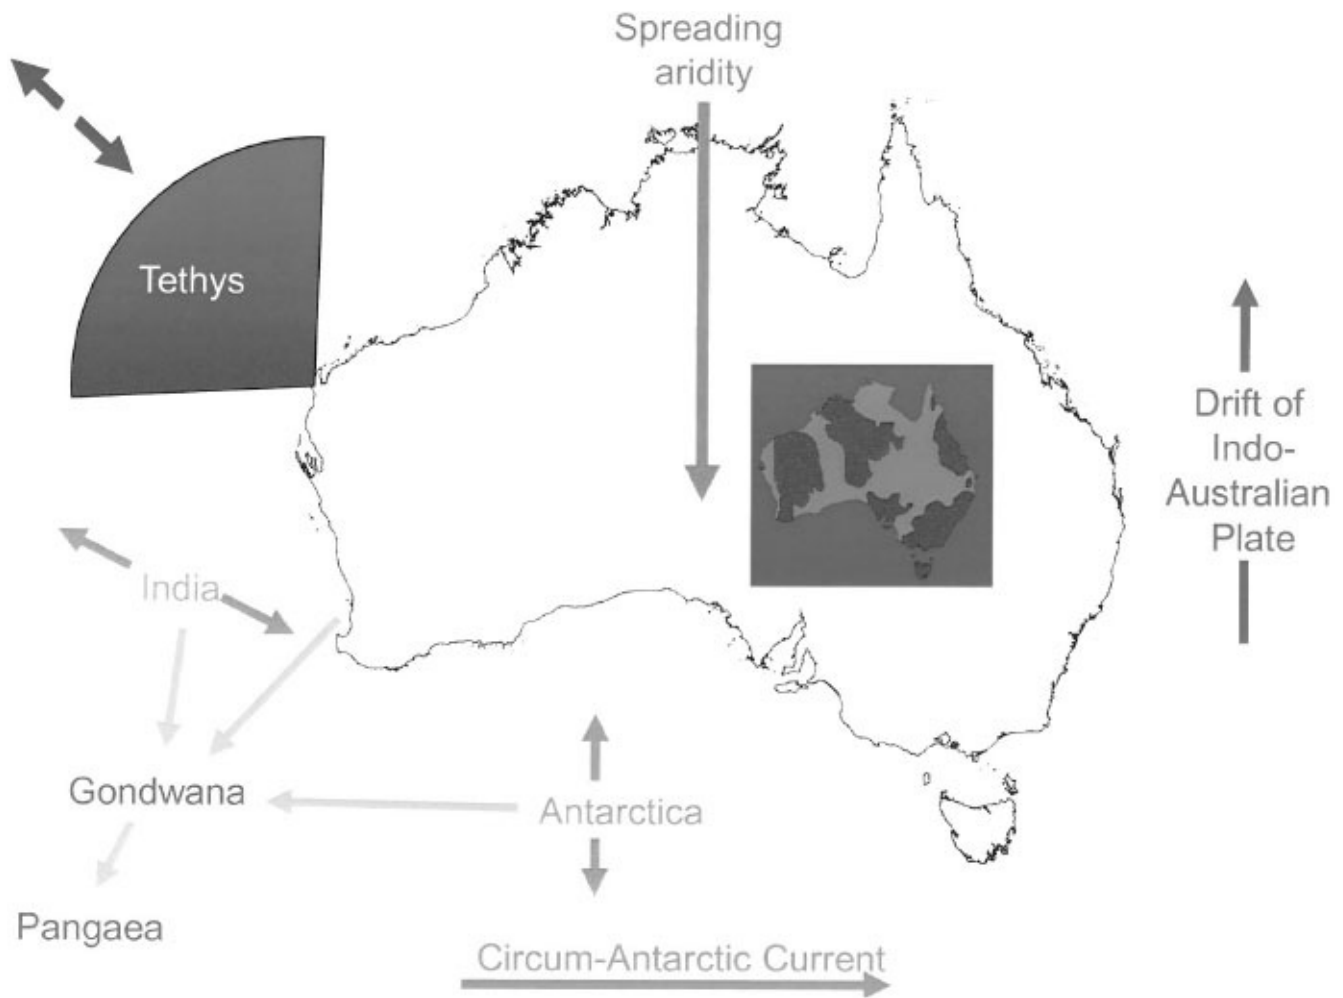 Spreading
aridity
Tethys
Drift of
Indo-
Australian
Plate
India
Gondwana
Antarctica
Pangaea
Circum-Antarctic Current